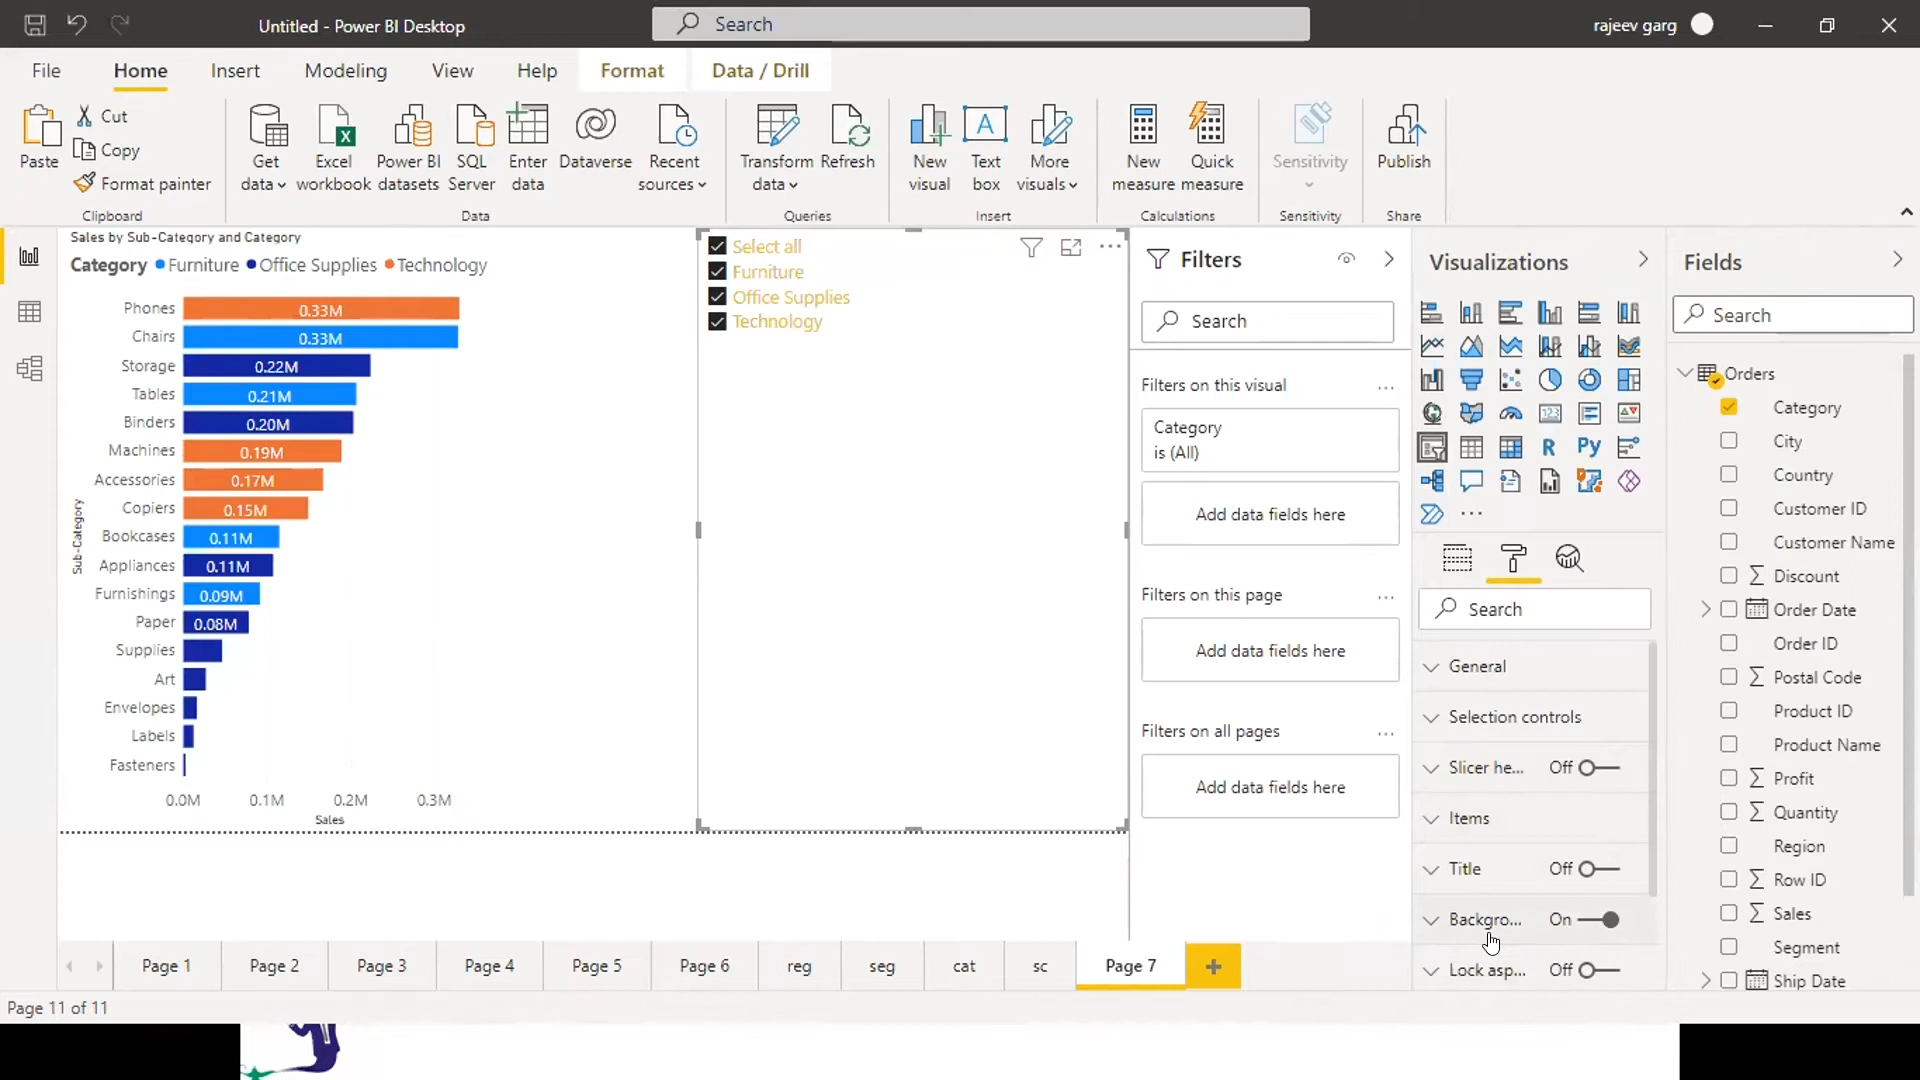 Untitled - Power BI Desktop
Search
rajeev garg
File
Home
Insert
Modeling
View
Help
Format
Data / Drill
Paste
Cut
Copy
Format painter
Clipboard
Get data
Excel workbook
Power BI datasets
SQL Server
Enter data
Dataverse
Recent sources
Data
Transform data
Refresh
Queries
New visual
Text box
More visuals
Insert
New measure
Quick measure
Calculations
Sensitivity
Sensitivity
Publish
Share
Sales by Sub-Category and Category
Category Furniture Office Supplies Technology
Sub-Category
Phones 0.33M
Chairs 0.33M
Storage 0.22M
Tables 0.21M
Binders 0.20M
Machines 0.19M
Accessories 0.17M
Copiers 0.15M
Bookcases 0.11M
Appliances 0.11M
Furnishings 0.09M
Paper 0.08M
Supplies
Art
Envelopes
Labels
Fasteners
0.0M 0.1M 0.2M 0.3M
Sales
Select all
Furniture
Office Supplies
Technology
Filters
Search
Filters on this visual
Category
is (All)
Add data fields here
Filters on this page
Add data fields here
Filters on all pages
Add data fields here
Visualizations
123
R
Py
Search
General
Selection controls
Slicer he... Off
Items
Title Off
Backgro... On
Lock asp... Off
Fields
Search
Orders
Category
City
Country
Customer ID
Customer Name
Discount
Order Date
Order ID
Postal Code
Product ID
Product Name
Profit
Quantity
Region
Row ID
Sales
Segment
Ship Date
Page 1
Page 2
Page 3
Page 4
Page 5
Page 6
reg
seg
cat
sc
Page 7
Page 11 of 11